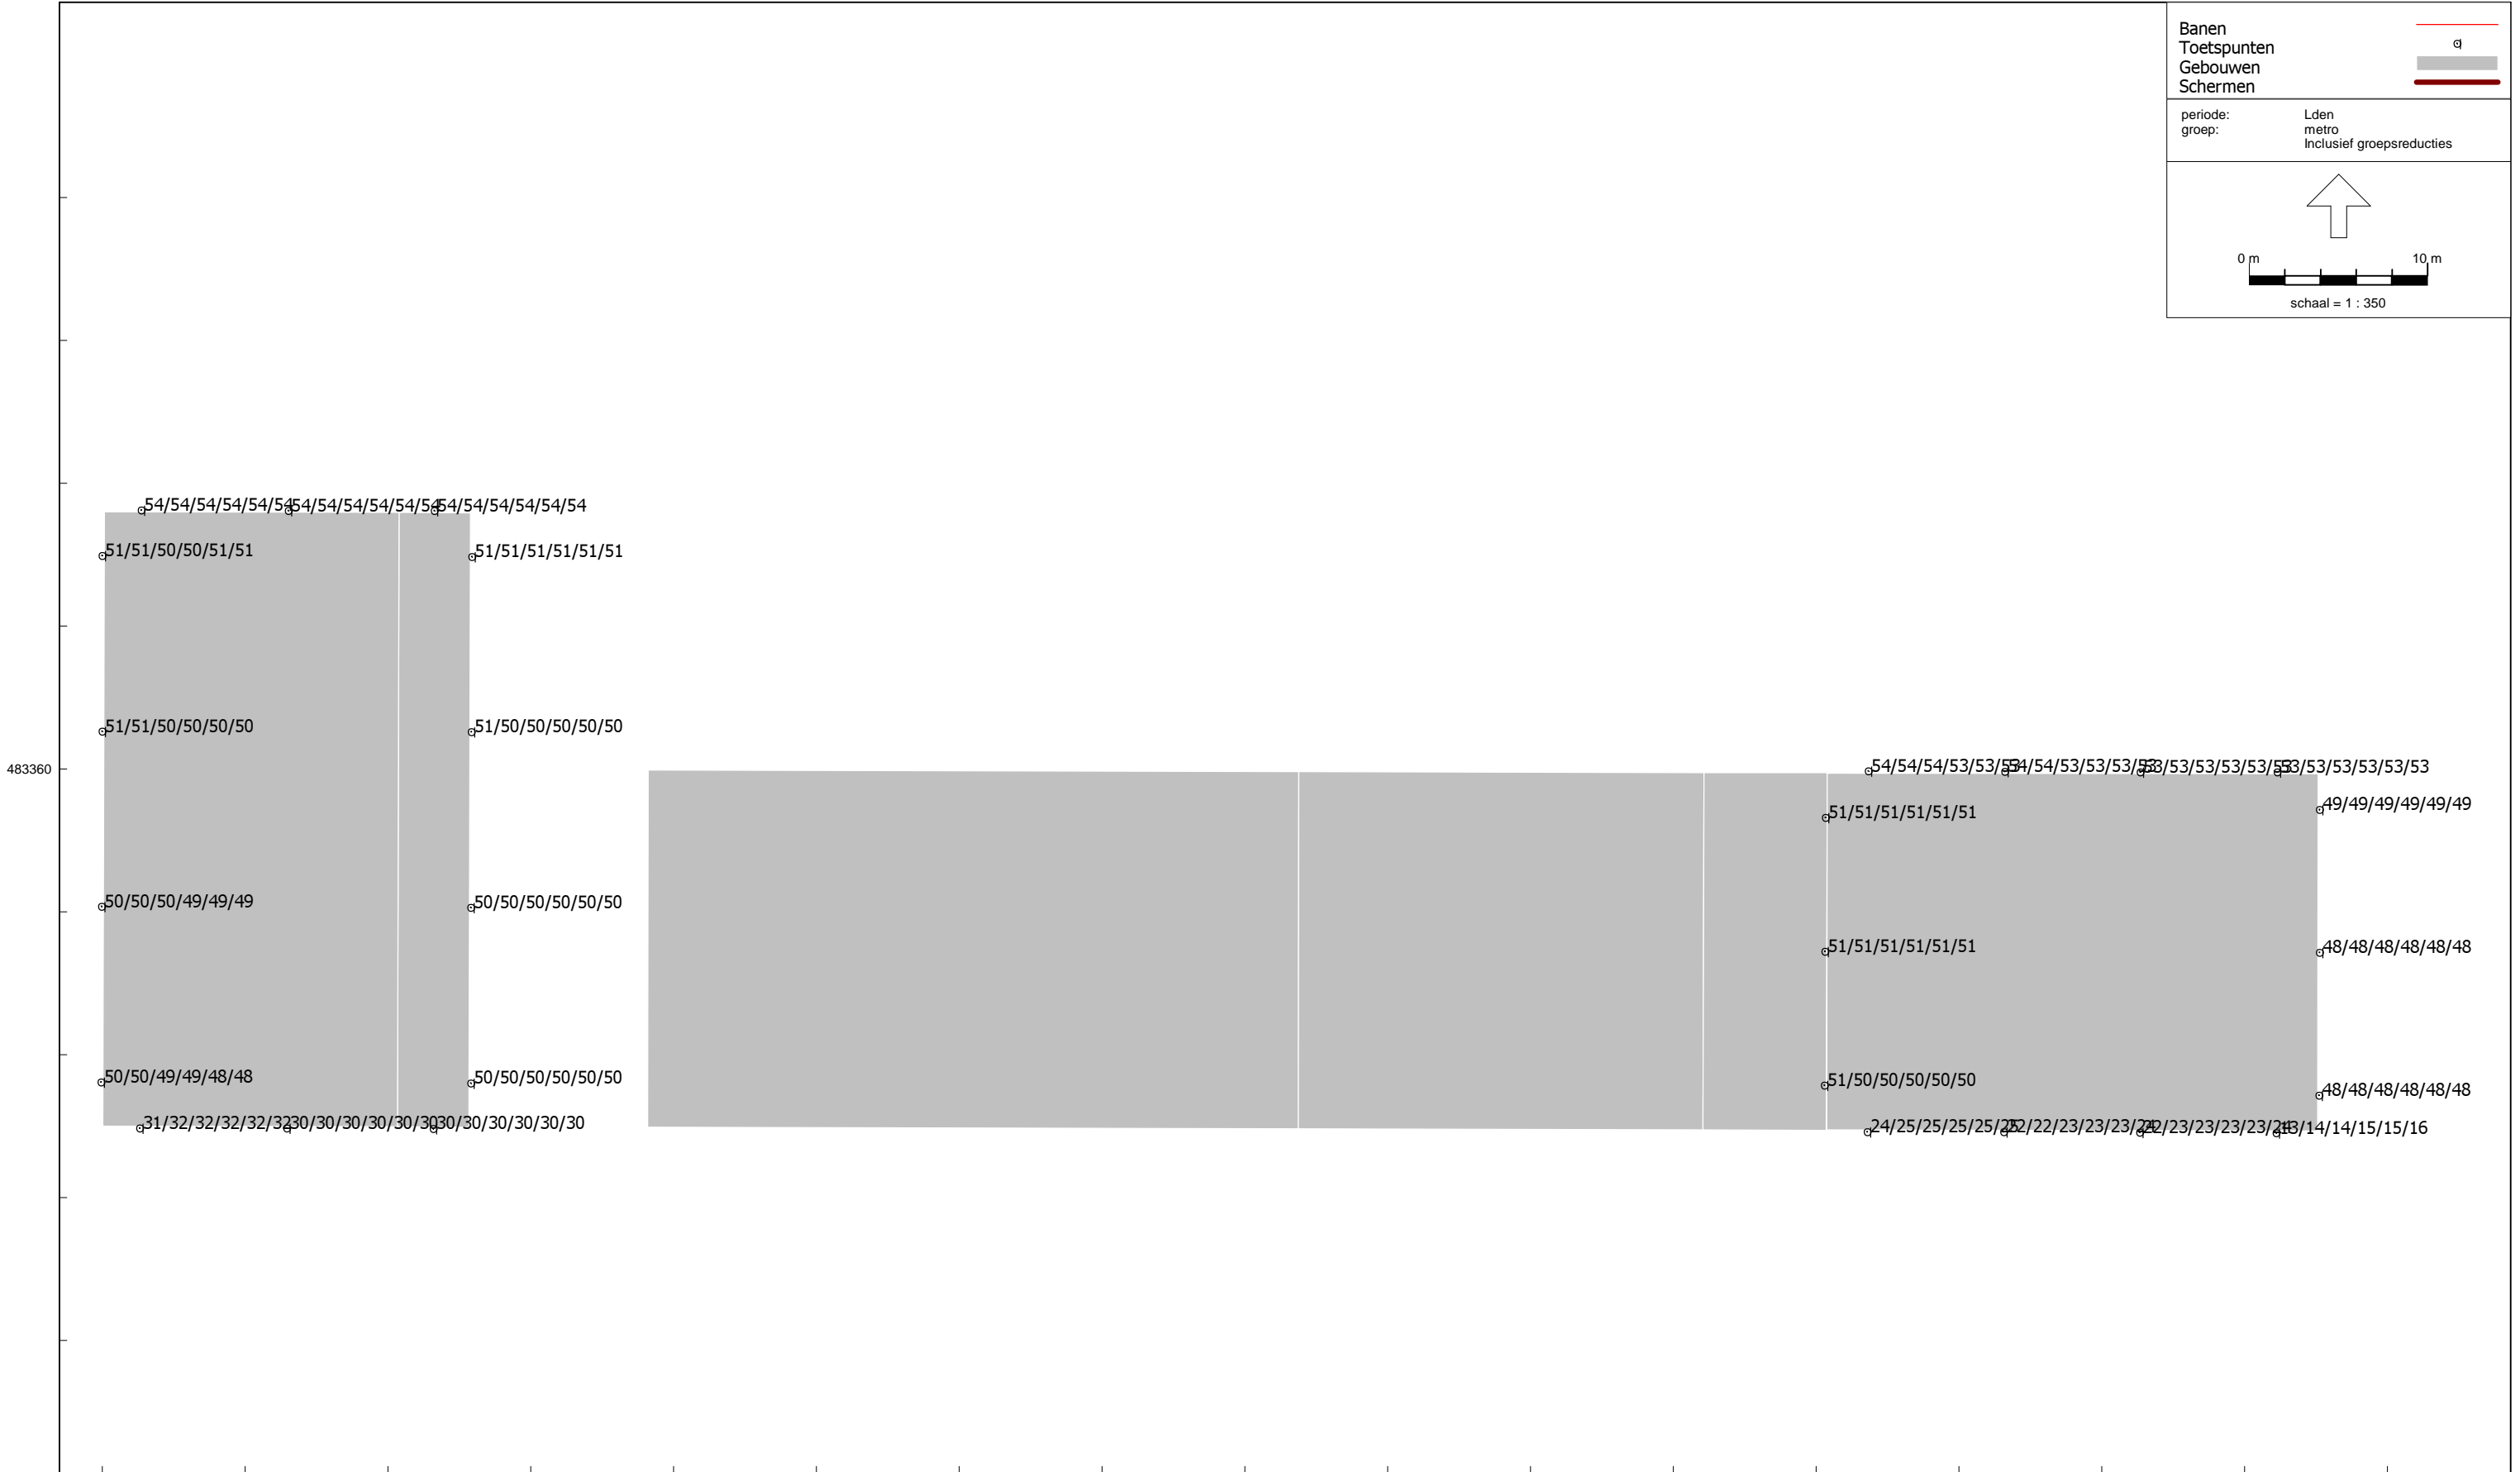 Banen
Toetspunten
Gebouwen
Schermen
periode: Lden
groep: metro
Inclusief groepsreducties
0 m 10 m
schaal = 1 : 350
54/54/54/54/54/54 54/54/54/54/54/54 54/54/54/54/54/54
51/51/50/50/51/51 51/51/51/51/51/51
51/51/50/50/50/50 51/50/50/50/50/50
483360
54/54/54/53/53/53 54/54/53/53/53/53 53/53/53/53/53/53 53/53/53/53/53/53
49/49/49/49/49/49
51/51/51/51/51/51
50/50/50/49/49/49 50/50/50/50/50/50
51/51/51/51/51/51 48/48/48/48/48/48
50/50/49/49/48/48 50/50/50/50/50/50
51/50/50/50/50/50 48/48/48/48/48/48
31/32/32/32/32/32 30/30/30/30/30/30 30/30/30/30/30/30
24/25/25/25/25/25 22/22/23/23/23/24 22/23/23/23/23/24 13/14/14/15/15/16